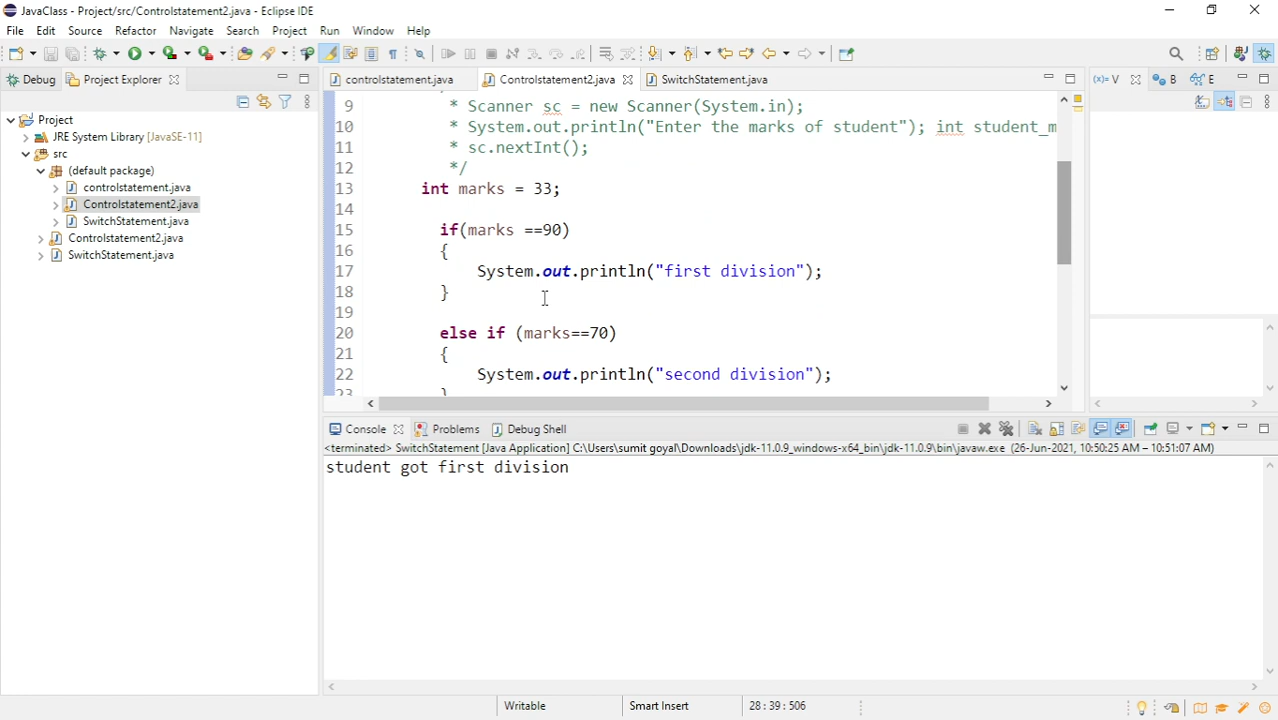 JavaClass - Project/src/Controlstatement2.java - Eclipse IDE
File Edit Source Refactor Navigate Search Project Run Window Help
Debug Project Explorer
controlstatement.java Controlstatement2.java SwitchStatement.java
(x)= V B E
Project
JRE System Library [JavaSE-11]
src
(default package)
controlstatement.java
Controlstatement2.java
SwitchStatement.java
Controlstatement2.java
SwitchStatement.java
9 * Scanner sc = new Scanner(System.in);
10 * System.out.println("Enter the marks of student"); int student_m
11 * sc.nextInt();
12 */
13 int marks = 33;
14
15 if(marks ==90)
16 {
17 System.out.println("first division");
18 }
19
20 else if (marks==70)
21 {
22 System.out.println("second division");
23 }
Console Problems Debug Shell
<terminated> SwitchStatement [Java Application] C:\Users\sumit goyal\Downloads\jdk-11.0.9_windows-x64_bin\jdk-11.0.9\bin\javaw.exe (26-Jun-2021, 10:50:25 AM – 10:51:07 AM)
student got first division
Writable Smart Insert 28 : 39 : 506